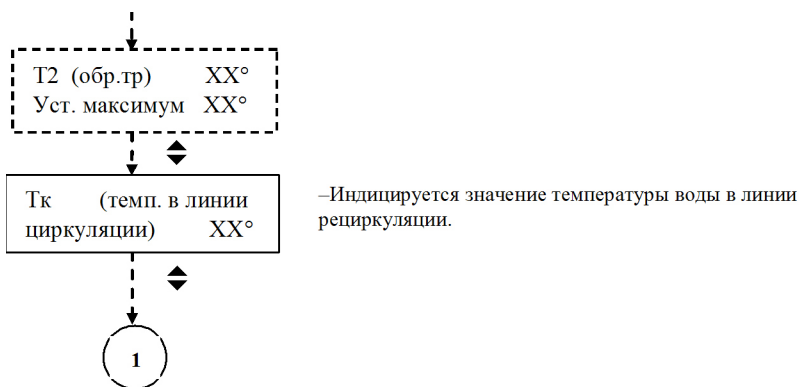 Т2 (обр.тр) XX°
Уст. максимум XX°
Тк (темп. в линии
циркуляции) XX°
–Индицируется значение температуры воды в линии
рециркуляции.
1